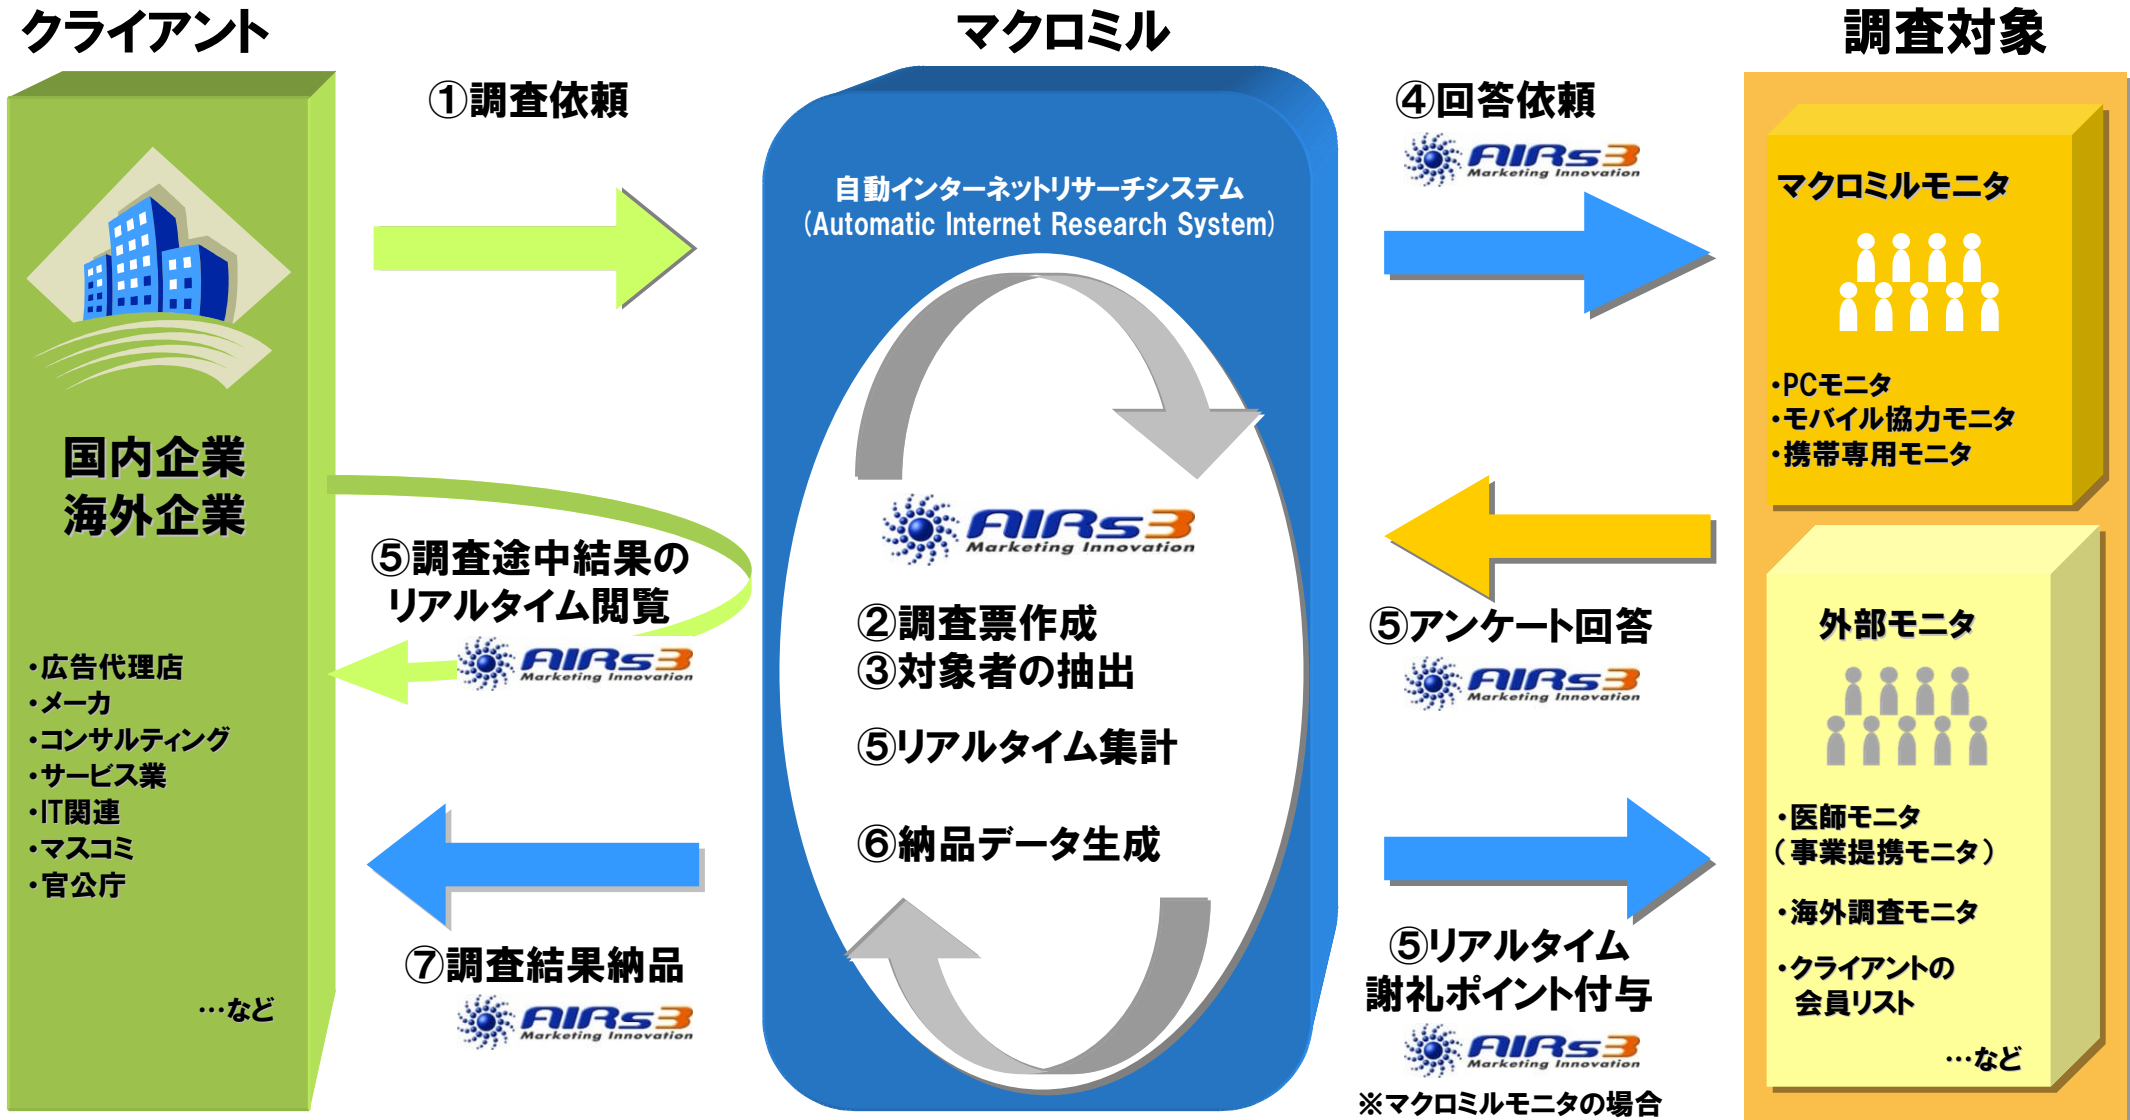 クライアント
国内企業
海外企業
・広告代理店
・メーカ
・コンサルティング
・サービス業
・IT関連
・マスコミ
・官公庁
…など
①調査依頼
⑤調査途中結果の
リアルタイム閲覧
AIRs3
Marketing Innovation
⑦調査結果納品
AIRs3
Marketing Innovation
マクロミル
自動インターネットリサーチシステム
(Automatic Internet Research System)
AIRs3
Marketing Innovation
②調査票作成
③対象者の抽出
⑤リアルタイム集計
⑥納品データ生成
④回答依頼
AIRs3
Marketing Innovation
⑤アンケート回答
AIRs3
Marketing Innovation
⑤リアルタイム
謝礼ポイント付与
AIRs3
Marketing Innovation
※マクロミルモニタの場合
調査対象
マクロミルモニタ
・PCモニタ
・モバイル協力モニタ
・携帯専用モニタ
外部モニタ
・医師モニタ
（事業提携モニタ）
・海外調査モニタ
・クライアントの
会員リスト
…など